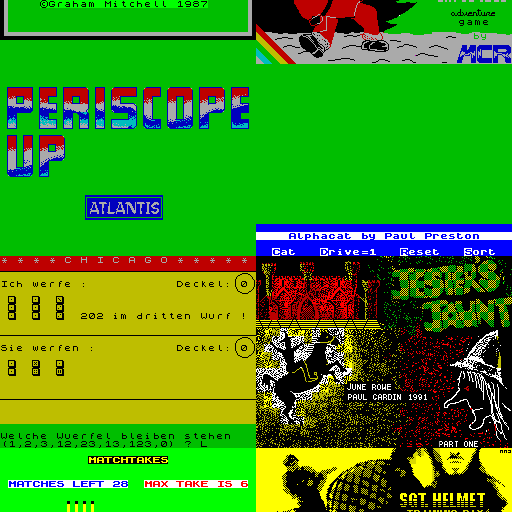 ©Graham Mitchell 1987
adventure
game
by
MCR
PERISCOPE
UP
ATLANTIS
Alphacat by Paul Preston
Cat Drive=1 Reset Sort
* * * * C H I C A G O * * * * *
Ich werfe : Deckel: 0
202 im dritten Wurf !
Sie werfen : Deckel: 0
Welche Wuerfel bleiben stehen
(1,2,3,12,23,13,123,0) ? L
JESTERS
JAUNT
JUNE ROWE
PAUL CARDIN 1991
PART ONE
MATCHTAKES
MATCHES LEFT 28 MAX TAKE IS 6
SGT. HELMET